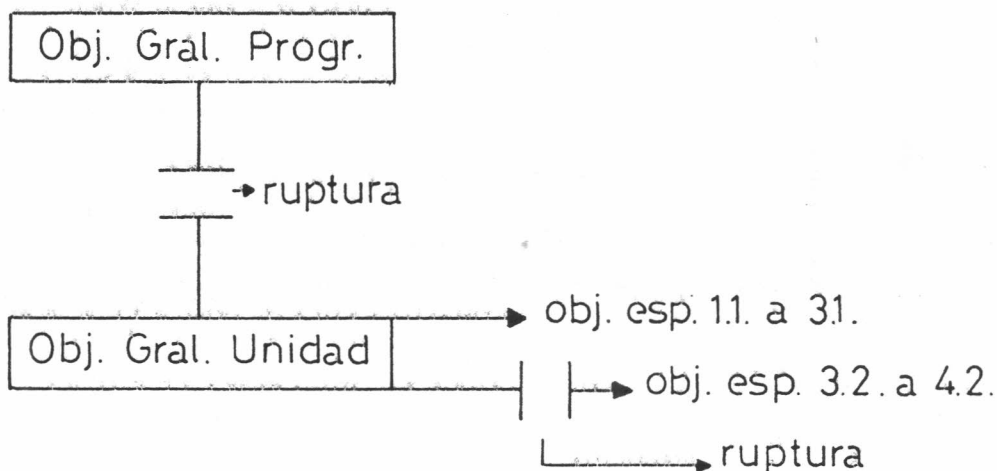 Obj. Gral. Progr.
ruptura
obj. esp. 1.1. a 3.1.
Obj. Gral. Unidad
obj. esp. 3.2. a 4.2.
ruptura